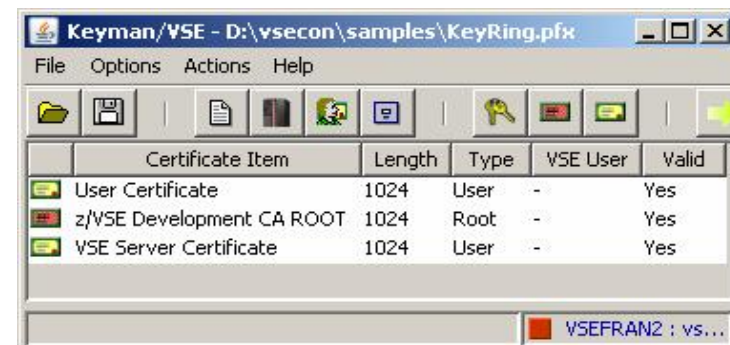 Keyman/VSE - D:\vsecon\samples\KeyRing.pfx
File Options Actions Help
Certificate Item Length Type VSE User Valid
User Certificate 1024 User - Yes
z/VSE Development CA ROOT 1024 Root - Yes
VSE Server Certificate 1024 User - Yes
VSEFRAN2 : vs...